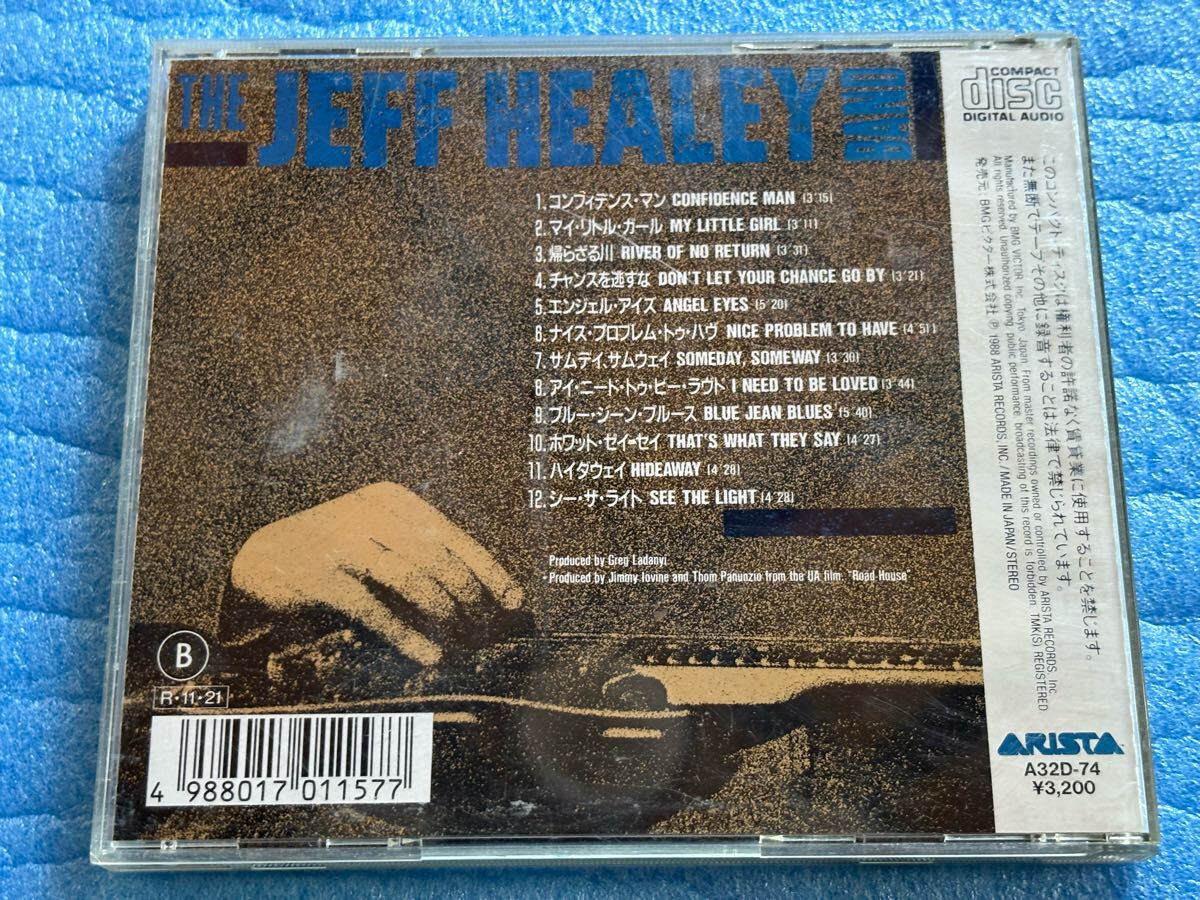 THE JEFF HEALEY BAND
1. コンフィデンス・マン CONFIDENCE MAN (3'15)
2. マイ・リトル・ガール MY LITTLE GIRL (3'11)
3. 帰らざる川 RIVER OF NO RETURN (3'31)
4. チャンスを逃すな DON'T LET YOUR CHANCE GO BY (3'21)
5. エンジェル・アイズ ANGEL EYES (5'20)
6. ナイス・プロブレム・トゥ・ハヴ NICE PROBLEM TO HAVE (4'51)
7. サムデイ, サムウェイ SOMEDAY, SOMEWAY (3'30)
8. アイ・ニード・トゥ・ビー・ラヴド I NEED TO BE LOVED (3'44)
9. ブルー・ジーン・ブルース BLUE JEAN BLUES (5'40)
10. ホワット・ゼイ・セイ THAT'S WHAT THEY SAY (4'27)
11. ハイダウェイ HIDEAWAY (4'28)
12. シー・ザ・ライト SEE THE LIGHT (4'28)
Produced by Greg Ladanyi
•Produced by Jimmy Iovine and Thom Panunzio from the UA film: "Road House"
B
R・11・21
4 988017 011577
COMPACT
disc
DIGITAL AUDIO
このコンパクト・ディスクは権利者の許諾なく賃貸業に使用することを禁じます。
また無断でテープその他に録音することは法律で禁じられています。
Manufactured by BMG VICTOR, Inc., Tokyo, Japan. From master recordings owned or controlled by ARISTA RECORDS, Inc.
All rights reserved. Unauthorized copying, public performance, broadcasting of this record is forbidden. TMK(S) REGISTERED
発売元：BMGビクター株式会社 ℗ 1988 ARISTA RECORDS, INC. / MADE IN JAPAN / STEREO
ARISTA
A32D-74
¥3,200